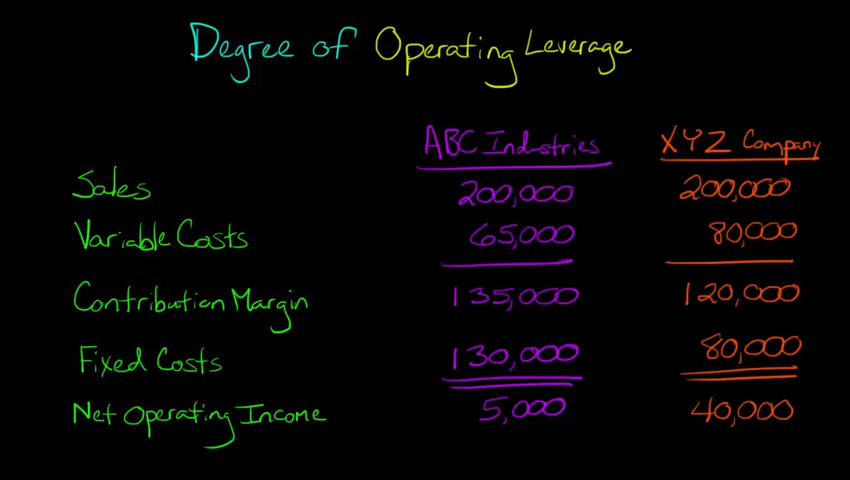 Degree of Operating Leverage
ABC Industries XYZ Company
Sales 200,000 200,000
Variable Costs 65,000 80,000
Contribution Margin 135,000 120,000
Fixed Costs 130,000 80,000
Net Operating Income 5,000 40,000